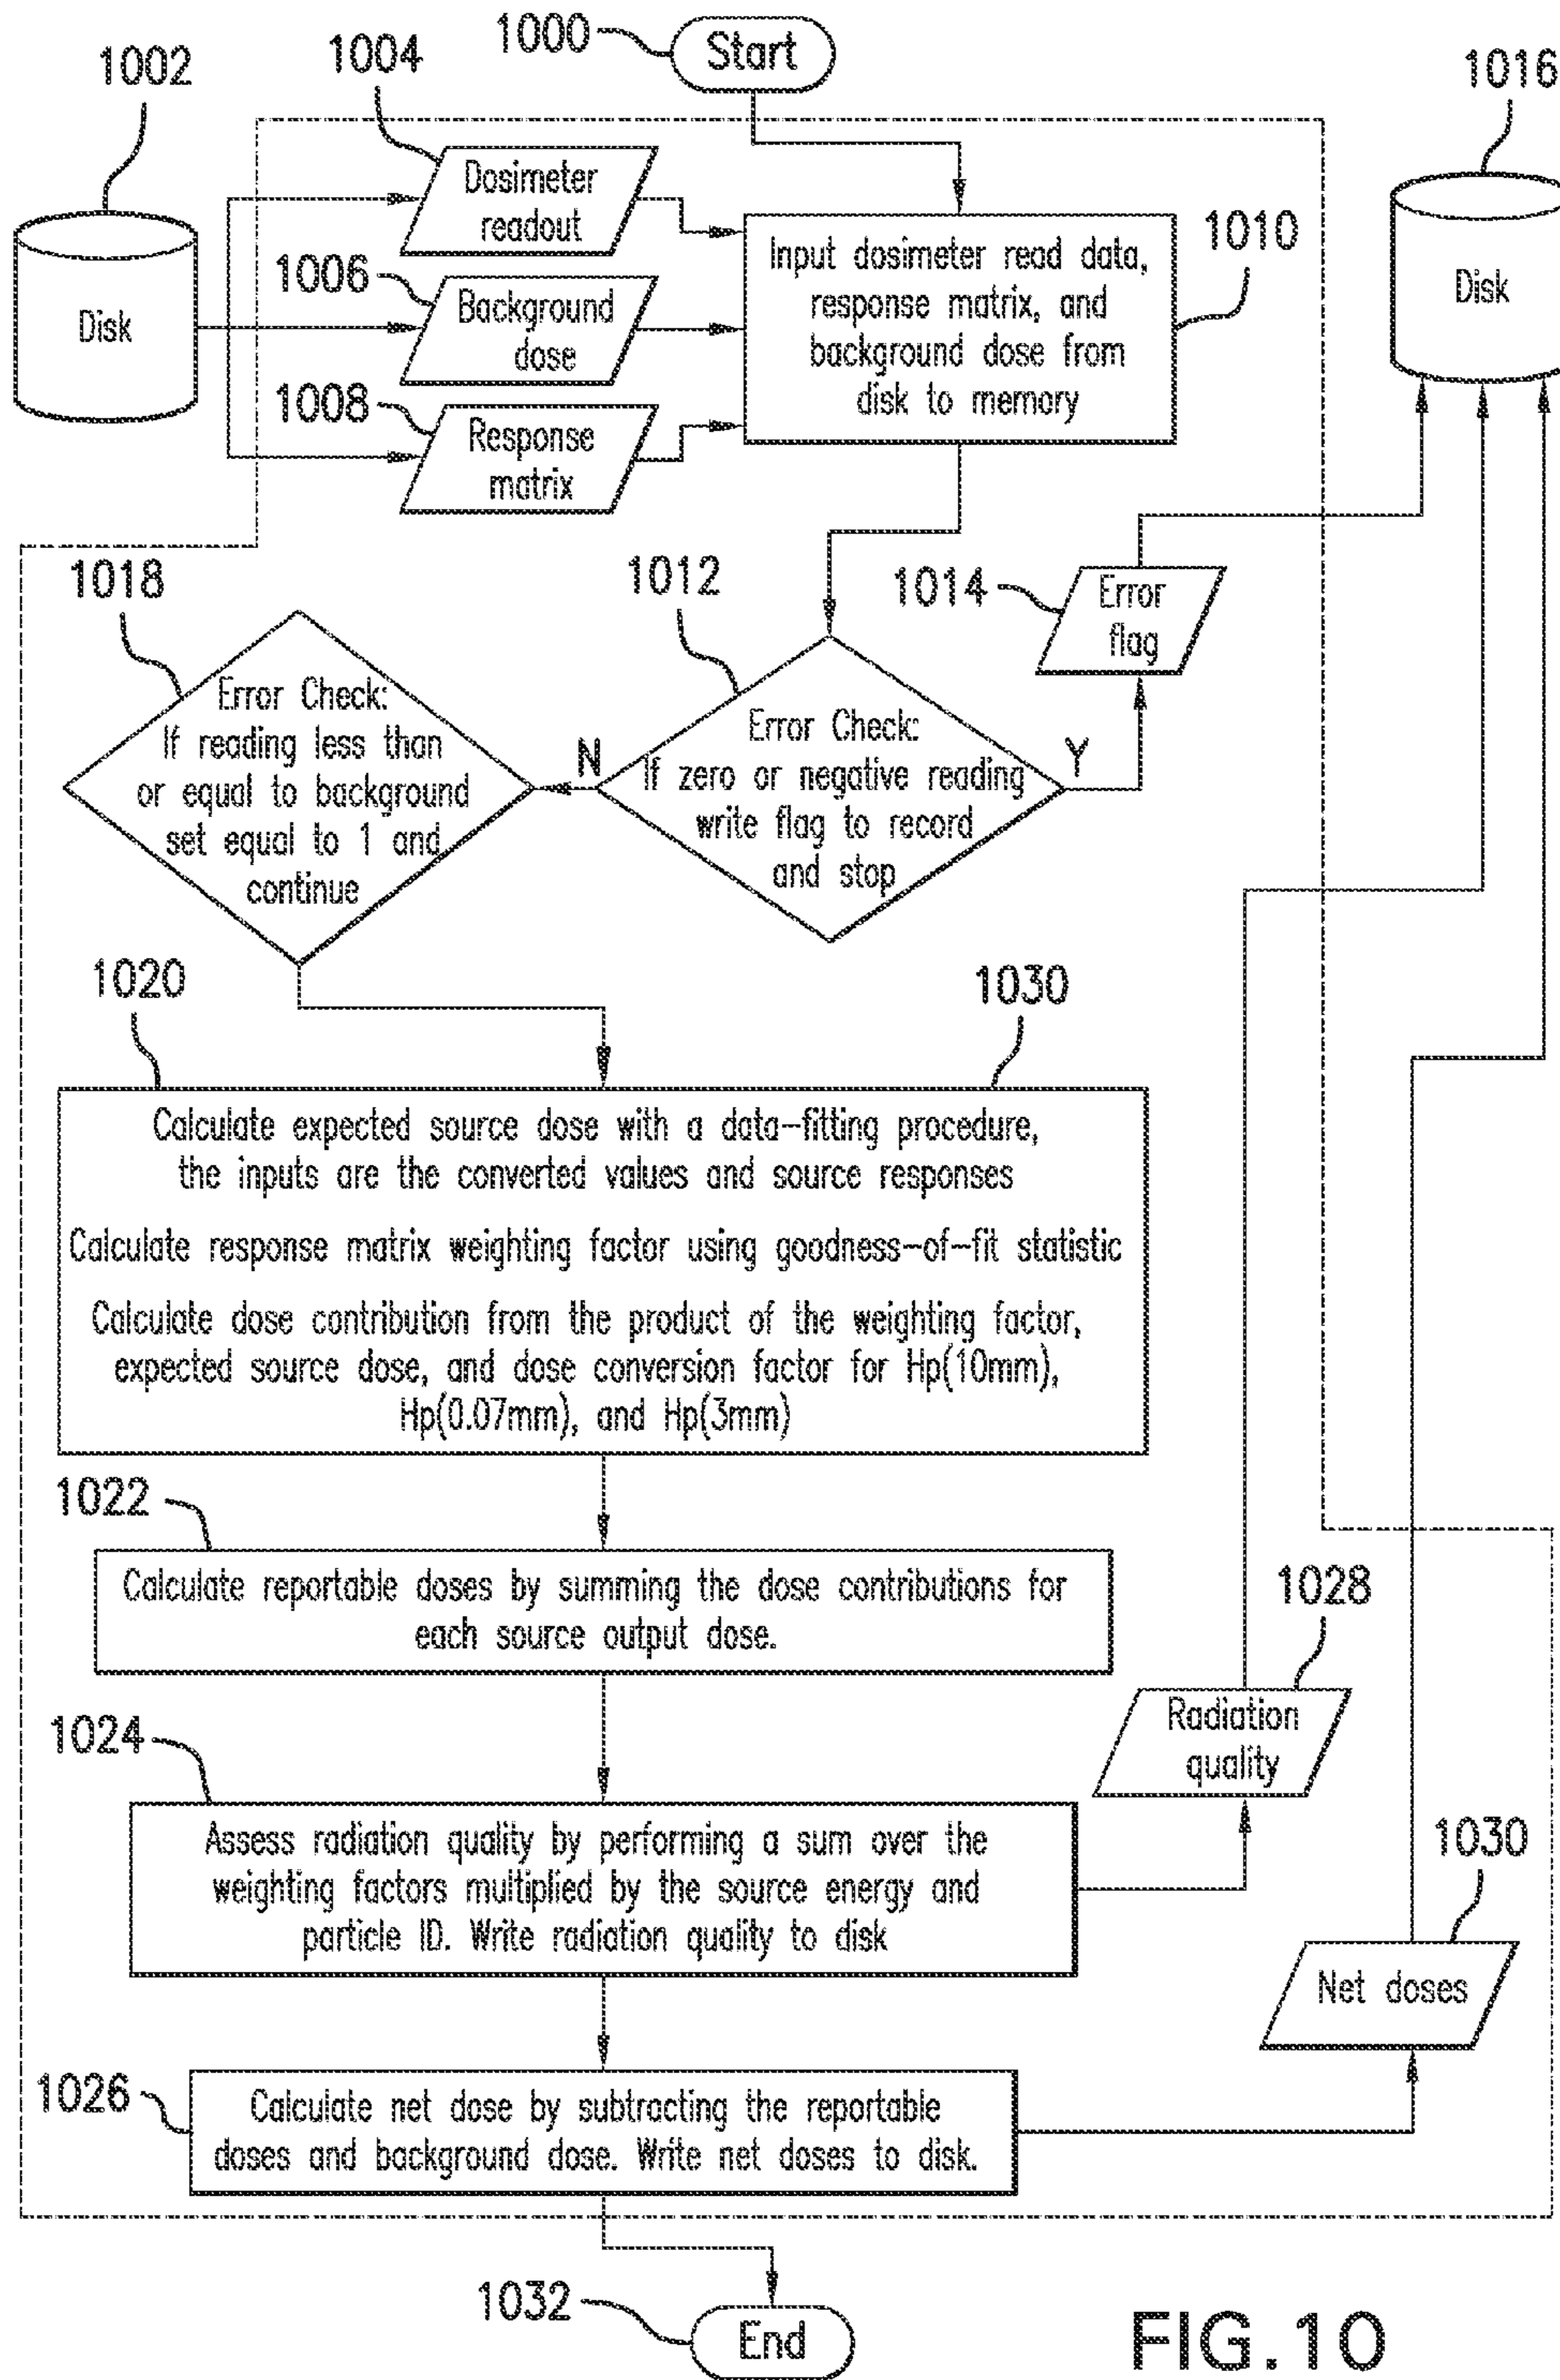 1000
Start
1002
1004
1016
Dosimeter
readout
1006
Background
dose
1008
Response
matrix
Disk
Input dosimeter read data,
response matrix, and
background dose from
disk to memory
1010
Disk
1018
1012
1014
Error
flag
Error Check:
If reading less than
or equal to background
set equal to 1 and
continue
N
Error Check:
If zero or negative reading
write flag to record
and stop
Y
1020
1030
Calculate expected source dose with a data-fitting procedure,
the inputs are the converted values and source responses
Calculate response matrix weighting factor using goodness-of-fit statistic
Calculate dose contribution from the product of the weighting factor,
expected source dose, and dose conversion factor for Hp(10mm),
Hp(0.07mm), and Hp(3mm)
1022
Calculate reportable doses by summing the dose contributions for
each source output dose.
1028
Radiation
quality
1024
Assess radiation quality by performing a sum over the
weighting factors multiplied by the source energy and
particle ID. Write radiation quality to disk
1030
Net doses
1026
Calculate net dose by subtracting the reportable
doses and background dose. Write net doses to disk.
1032
End
FIG.10